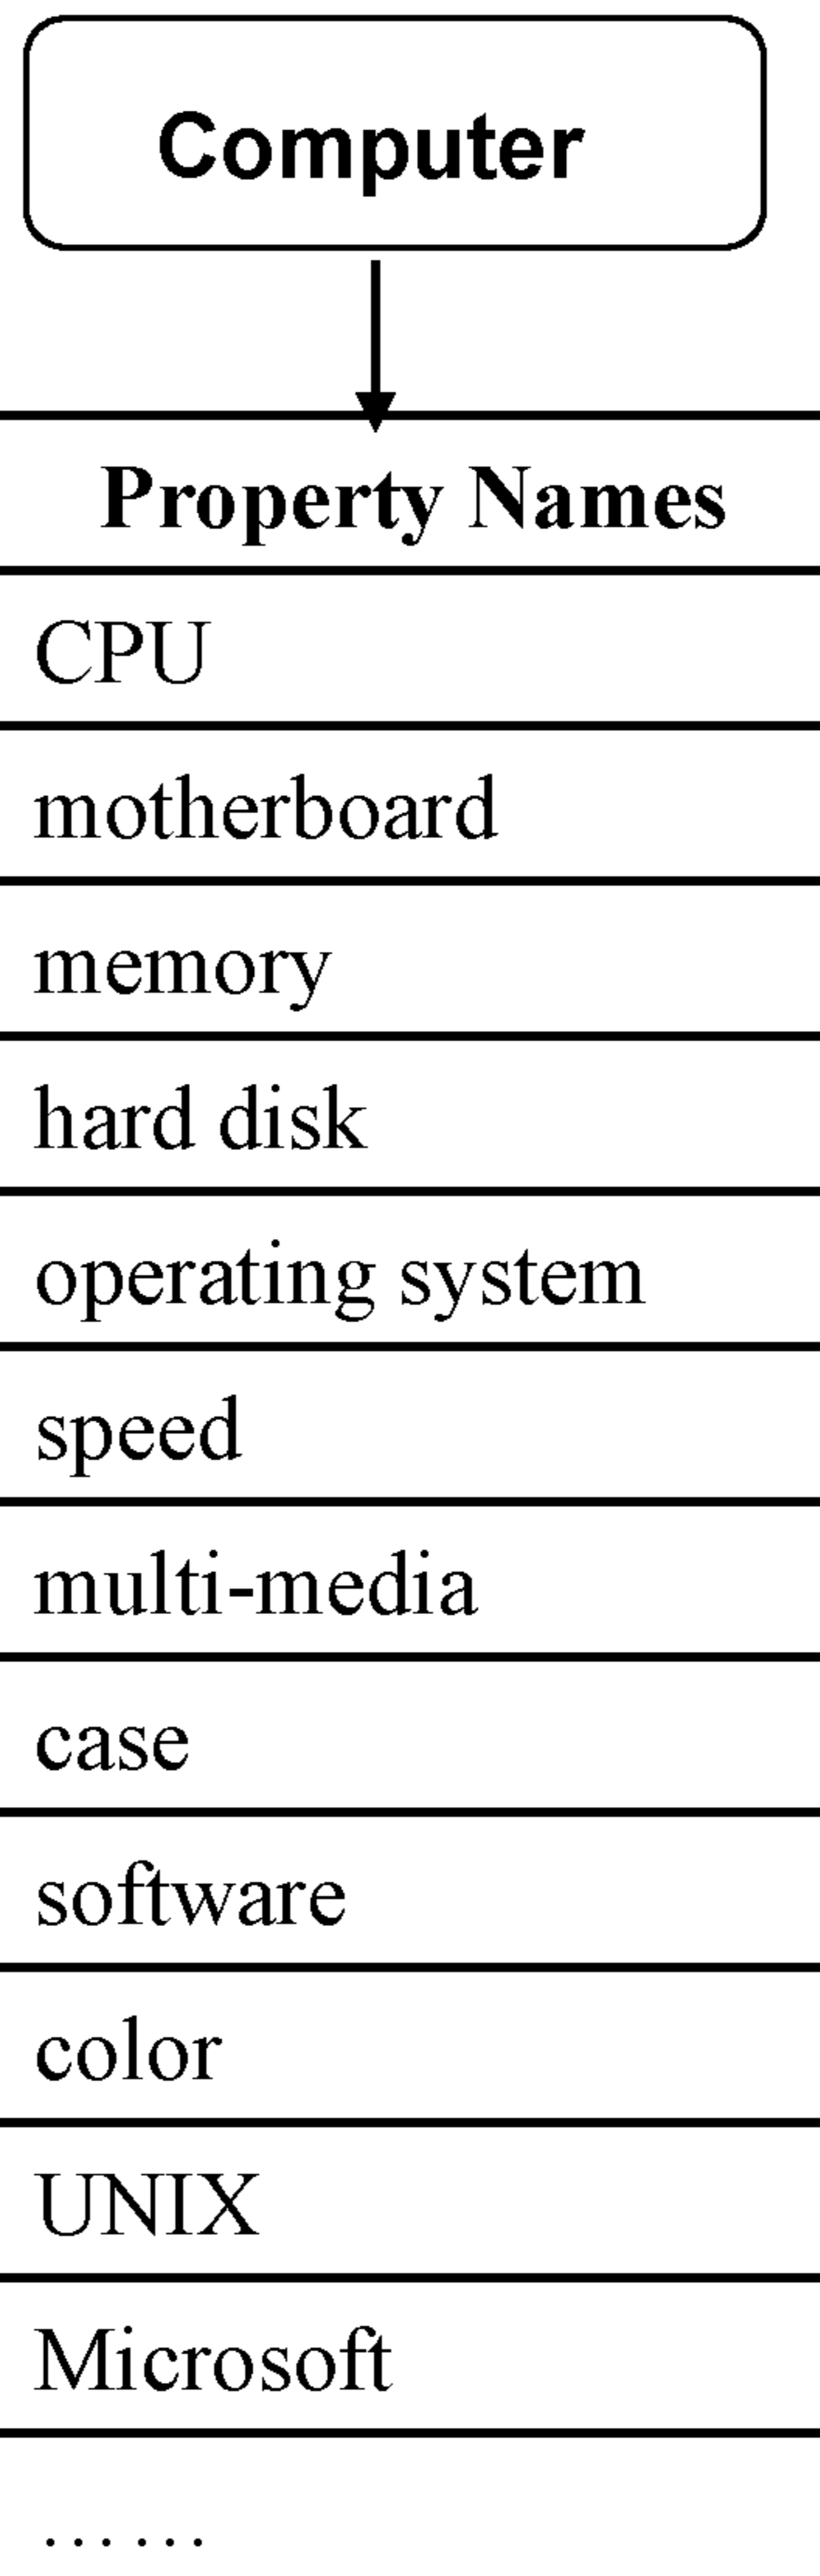 Computer
Property Names
CPU
motherboard
memory
hard disk
operating system
speed
multi-media
case
software
color
UNIX
Microsoft
……